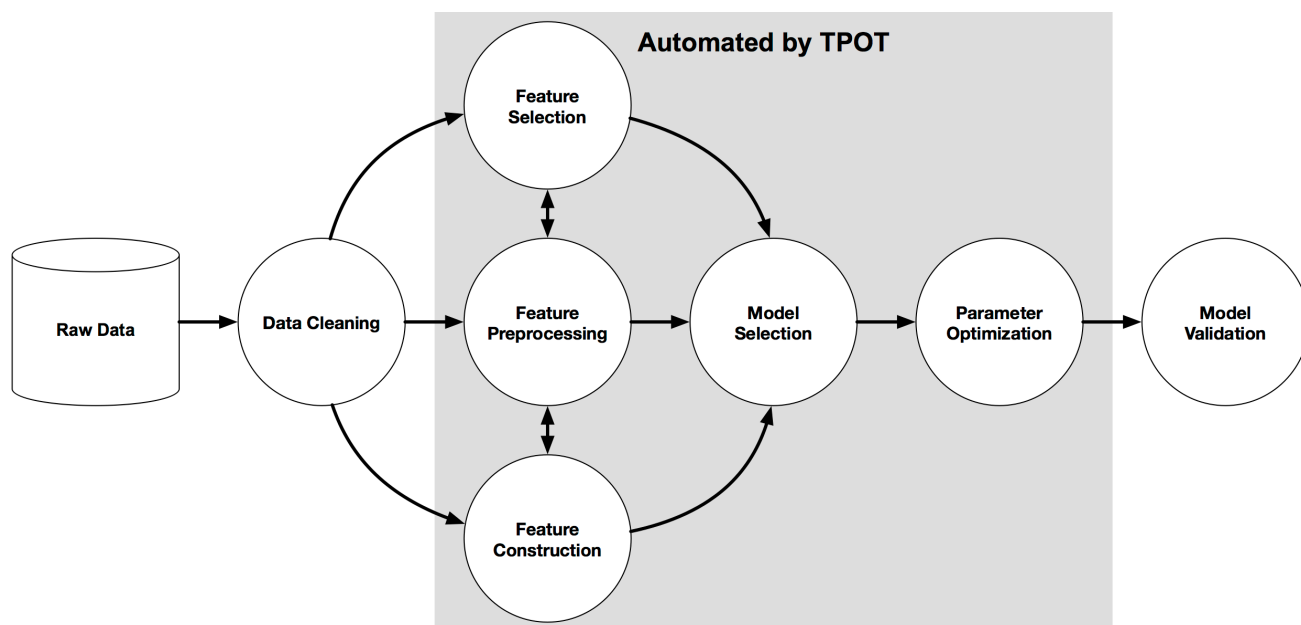 Automated by TPOT
Feature
Selection
Raw Data
Data Cleaning
Feature
Preprocessing
Model
Selection
Parameter
Optimization
Model
Validation
Feature
Construction